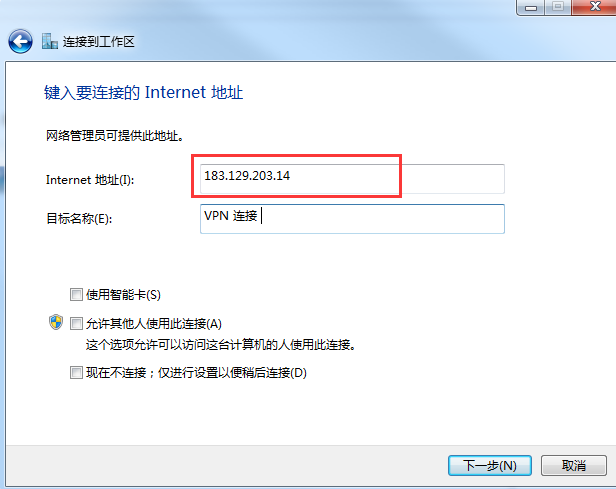 连接到工作区
键入要连接的 Internet 地址
网络管理员可提供此地址。
Internet 地址(I): 183.129.203.14
目标名称(E): VPN 连接
使用智能卡(S)
允许其他人使用此连接(A)
这个选项允许可以访问这台计算机的人使用此连接。
现在不连接；仅进行设置以便稍后连接(D)
下一步(N) 取消